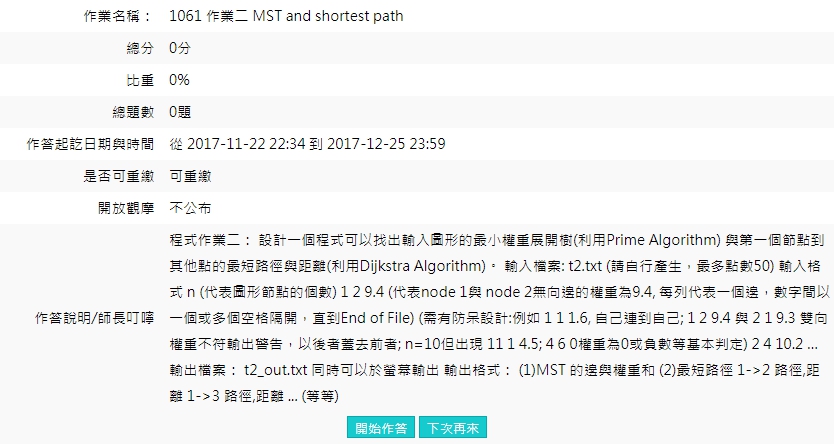 作業名稱： 1061 作業二 MST and shortest path
總分 0分
比重 0%
總題數 0題
作答起訖日期與時間 從 2017-11-22 22:34 到 2017-12-25 23:59
是否可重繳 可重繳
開放觀摩 不公布
程式作業二： 設計一個程式可以找出輸入圖形的最小權重展開樹(利用Prime Algorithm) 與第一個節點到
其他點的最短路徑與距離(利用Dijkstra Algorithm)。 輸入檔案: t2.txt (請自行產生，最多點數50) 輸入格
式 n (代表圖形節點的個數) 1 2 9.4 (代表node 1與 node 2無向邊的權重為9.4, 每列代表一個邊，數字間以
作答說明/師長叮嚀 一個或多個空格隔開，直到End of File) (需有防呆設計:例如 1 1 1.6, 自己連到自己; 1 2 9.4 與 2 1 9.3 雙向
權重不符輸出警告，以後者蓋去前者; n=10但出現 11 1 4.5; 4 6 0權重為0或負數等基本判定) 2 4 10.2 ...
輸出檔案： t2_out.txt 同時可以於螢幕輸出 輸出格式： (1)MST 的邊與權重和 (2)最短路徑 1->2 路徑,距
離 1->3 路徑,距離 ... (等等)
開始作答 下次再來